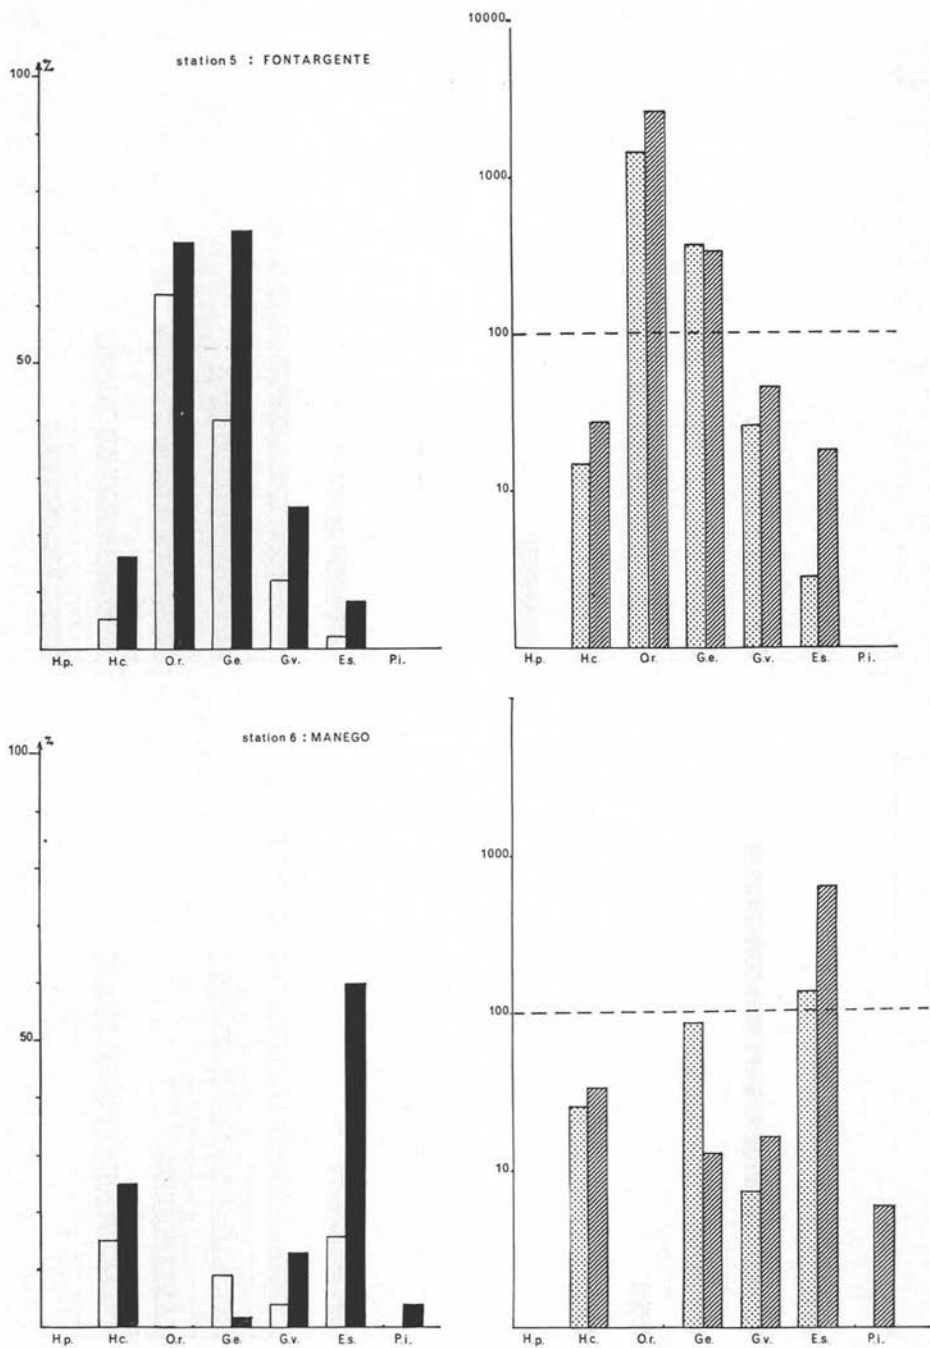 station 5 : FONTARGENTE
100 %
50
H.p. H.c. O.r. G.e. G.v. E.s. P.i.
10000
1000
100
10
H.p. H.c. O.r. G.e. G.v. E.s. P.i.
station 6 : MANEGO
100 %
50
H.p. H.c. O.r. G.e. G.v. E.s. P.i.
1000
100
10
H.p. H.c. O.r. G.e. G.v. E.s. P.i.